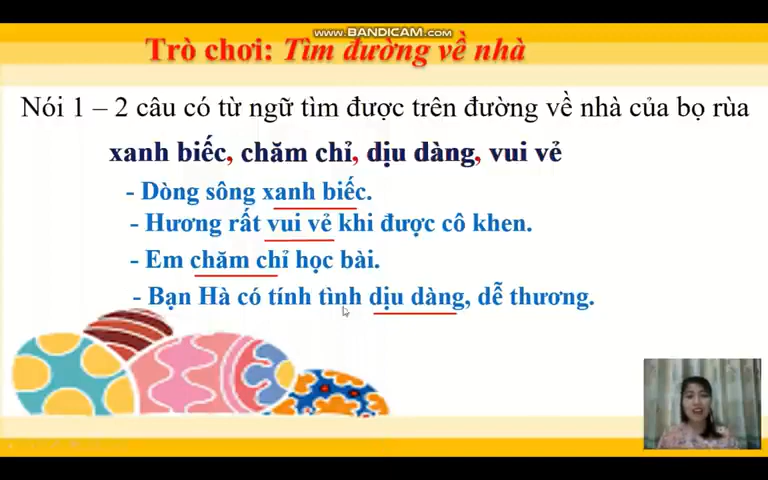 WWW.BANDICAM.COM
Trò chơi: Tìm đường về nhà
Nói 1 – 2 câu có từ ngữ tìm được trên đường về nhà của bọ rùa
xanh biếc, chăm chỉ, dịu dàng, vui vẻ
- Dòng sông xanh biếc.
- Hương rất vui vẻ khi được cô khen.
- Em chăm chỉ học bài.
- Bạn Hà có tính tình dịu dàng, dễ thương.